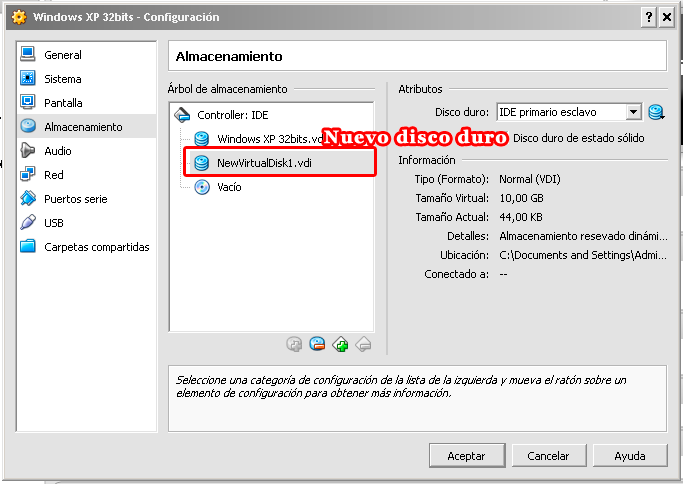 Windows XP 32bits - Configuración
General
Sistema
Pantalla
Almacenamiento
Audio
Red
Puertos serie
USB
Carpetas compartidas
Almacenamiento
Árbol de almacenamiento
Controller: IDE
Windows XP 32bits.vd
NewVirtualDisk1.vdi
Vacío
Nuevo disco duro
Atributos
Disco duro: IDE primario esclavo
Disco duro de estado sólido
Información
Tipo (Formato): Normal (VDI)
Tamaño Virtual: 10,00 GB
Tamaño Actual: 44,00 KB
Detalles: Almacenamiento resevado dinámi...
Ubicación: C:\Documents and Settings\Admi...
Conectado a: --
Seleccione una categoría de configuración de la lista de la izquierda y mueva el ratón sobre un
elemento de configuración para obtener más información.
Aceptar Cancelar Ayuda